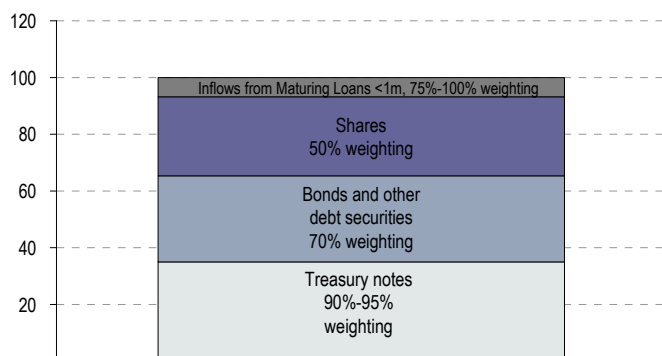 120
100
Inflows from Maturing Loans <1m, 75%-100% weighting
Shares
80
50% weighting
60
Bonds and other
debt securities
70% weighting
40
Treasury notes
20
90%-95%
weighting